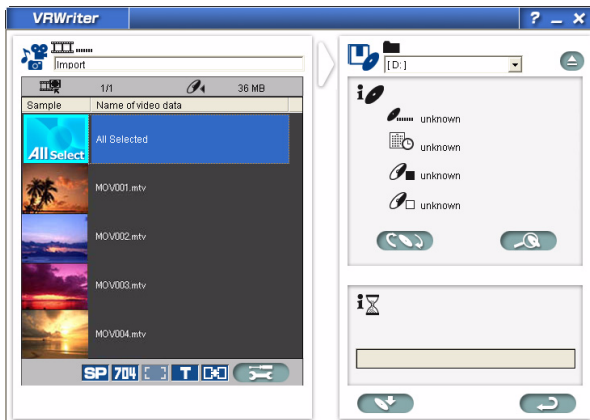 VRWriter
? _ x
Import
1/1 36 MB
Sample Name of video data
All Select All Selected
MOV001.mtv
MOV002.mtv
MOV003.mtv
MOV004.mtv
SP 704 T
[D:]
i
unknown
unknown
unknown
unknown
i